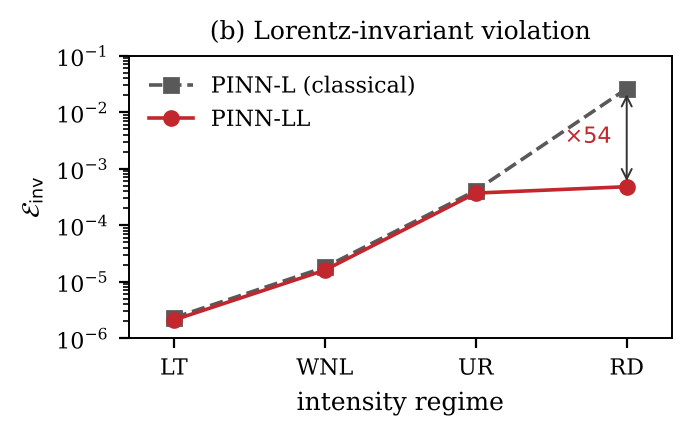 (b) Lorentz-invariant violation
10⁻¹
10⁻²
10⁻³
10⁻⁴
10⁻⁵
10⁻⁶
ℰinv
PINN-L (classical)
PINN-LL
×54
LT WNL UR RD
intensity regime